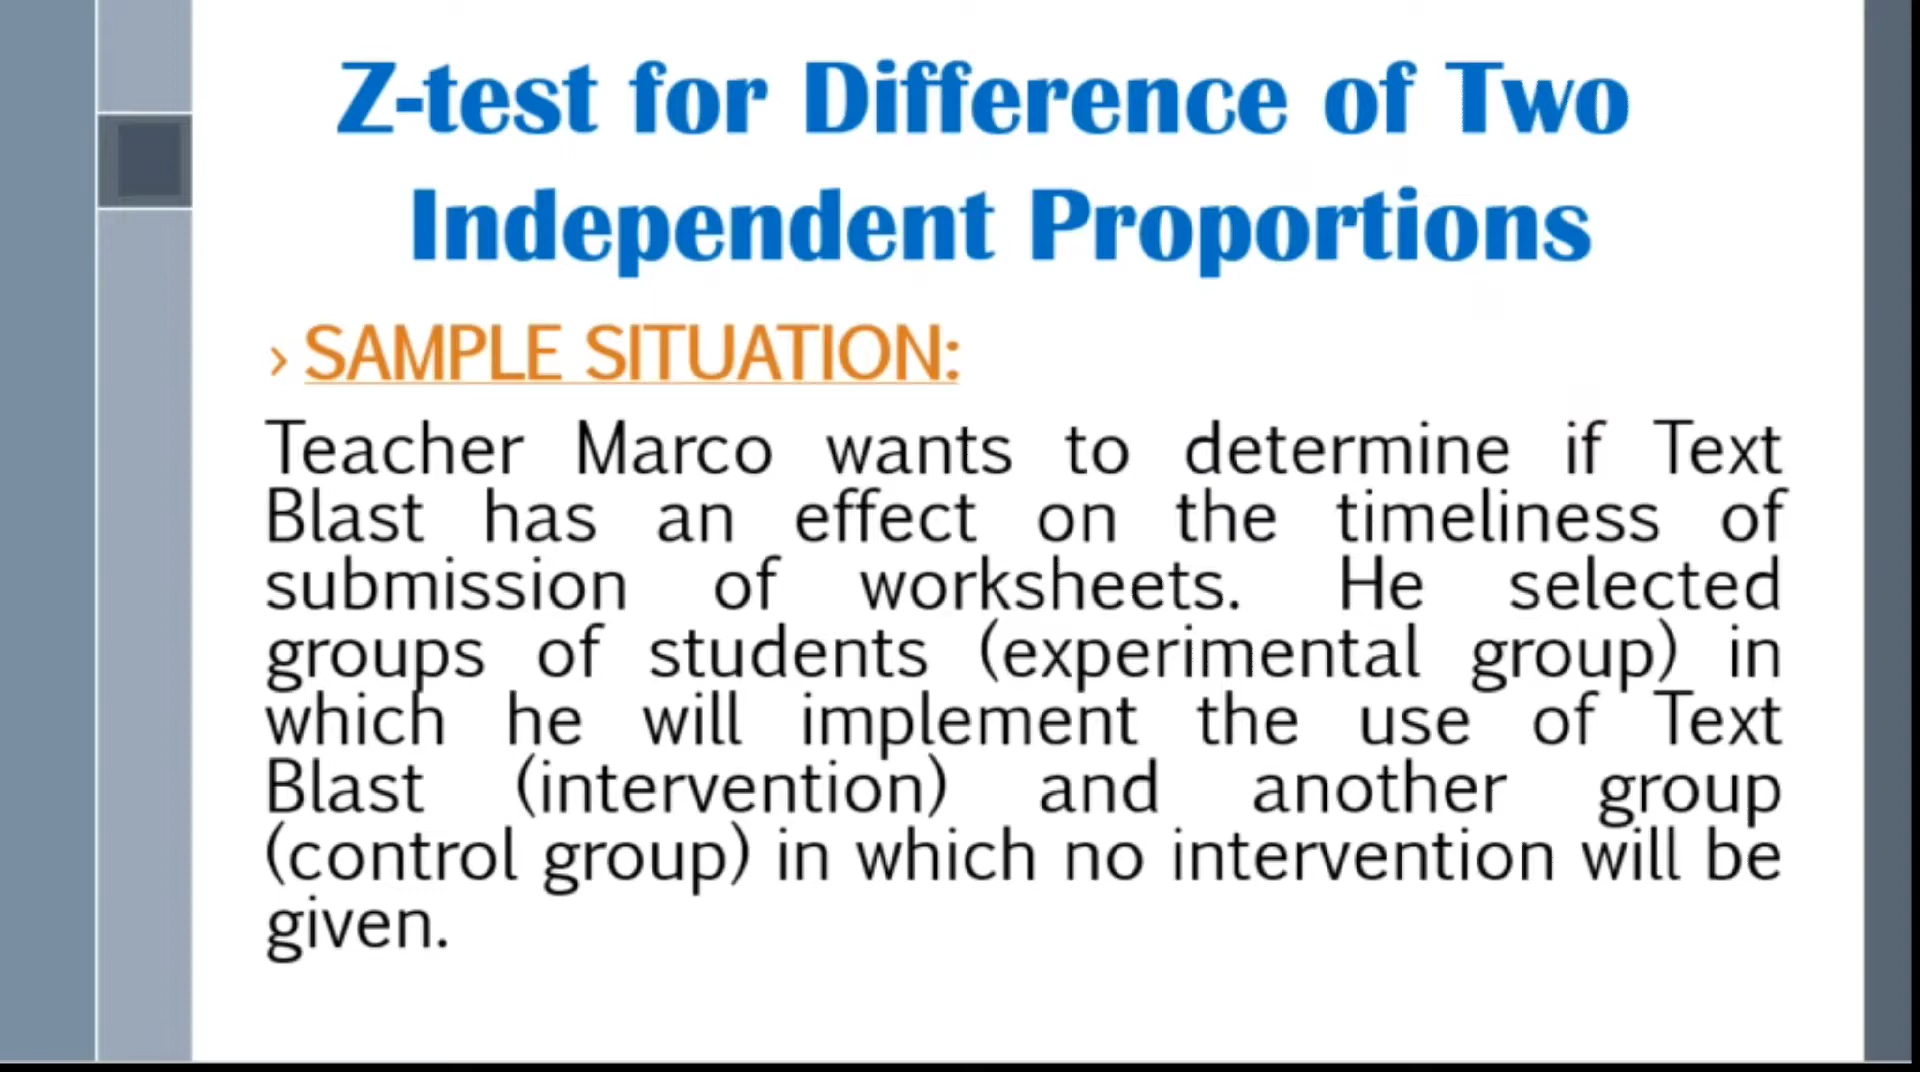 Z-test for Difference of Two
Independent Proportions
› SAMPLE SITUATION:
Teacher Marco wants to determine if Text
Blast has an effect on the timeliness of
submission of worksheets. He selected
groups of students (experimental group) in
which he will implement the use of Text
Blast (intervention) and another group
(control group) in which no intervention will be
given.